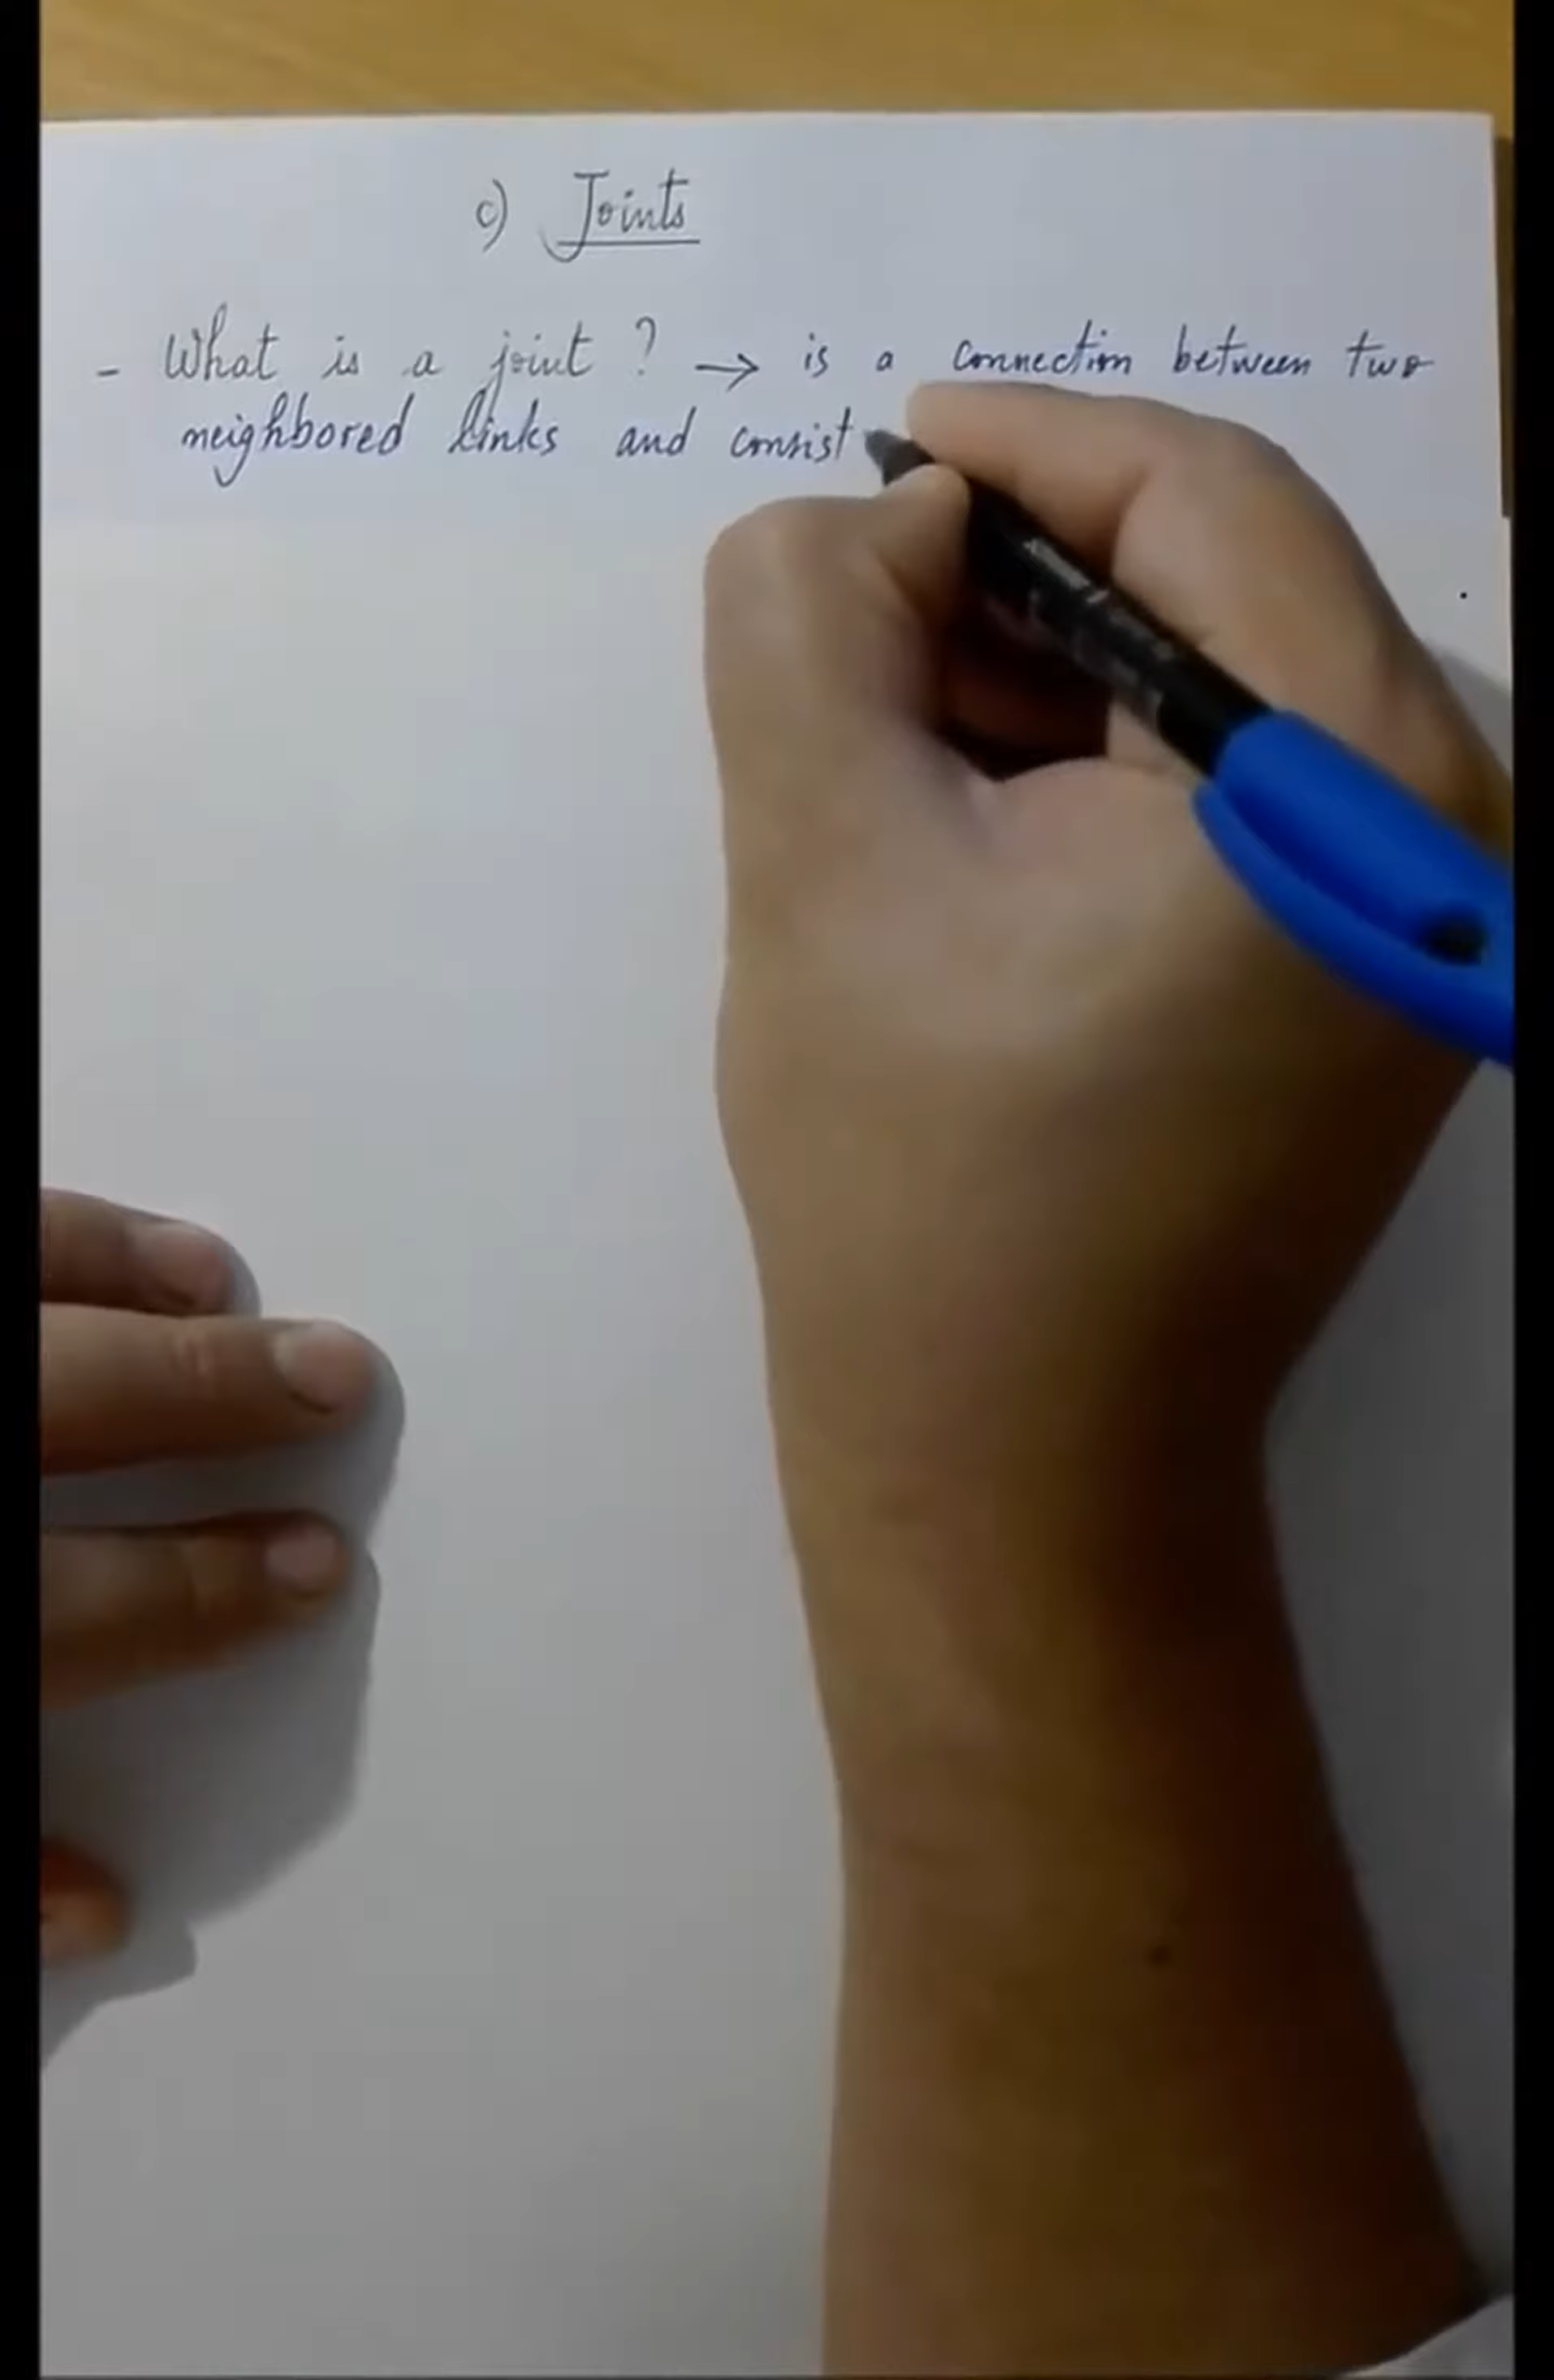 c) Joints
- What is a joint ? → is a connection between two
neighbored links and consist